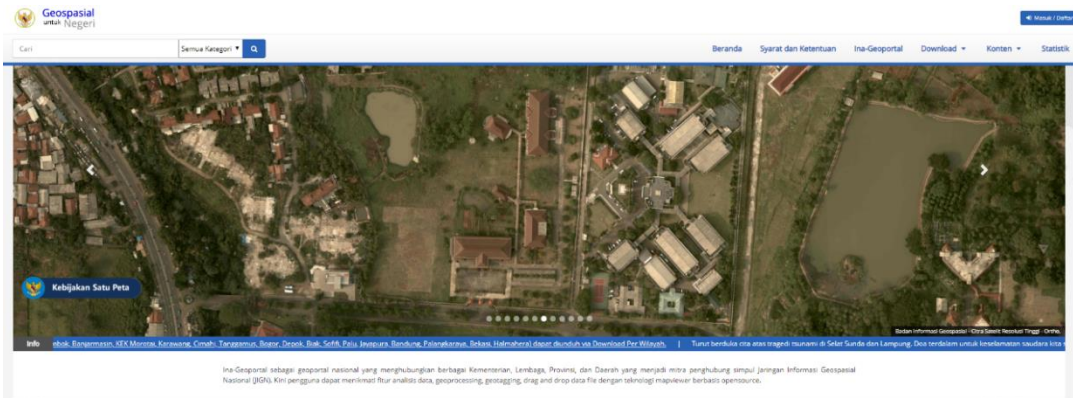 Geospasial
untuk Negeri
Masuk / Daftar
Cari
Semua Kategori
Beranda Syarat dan Ketentuan Ina-Geoportal Download Konten Statistik
Kebijakan Satu Peta
Badan Informasi Geospasial - Citra Satelit Resolusi Tinggi - Ortho,
Info ebok, Banjarmasin, KEK Morotai, Karawang, Cimahi, Tanggamus, Bogor, Depok, Biak, Sofifi, Palu, Jayapura, Bandung, Palangkaraya, Bekasi, Halmahera) dapat diunduh via Download Per Wilayah. | Turut berduka cita atas tragedi tsunami di Selat Sunda dan Lampung. Doa terdalam untuk keselamatan saudara kita
Ina-Geoportal sebagai geoportal nasional yang menghubungkan berbagai Kementerian, Lembaga, Provinsi, dan Daerah yang menjadi mitra penghubung simpul Jaringan Informasi Geospasial
Nasional (JIGN). Kini pengguna dapat menikmati fitur analisis data, geoprocessing, geotagging, drag and drop data file dengan teknologi mapviewer berbasis opensource.